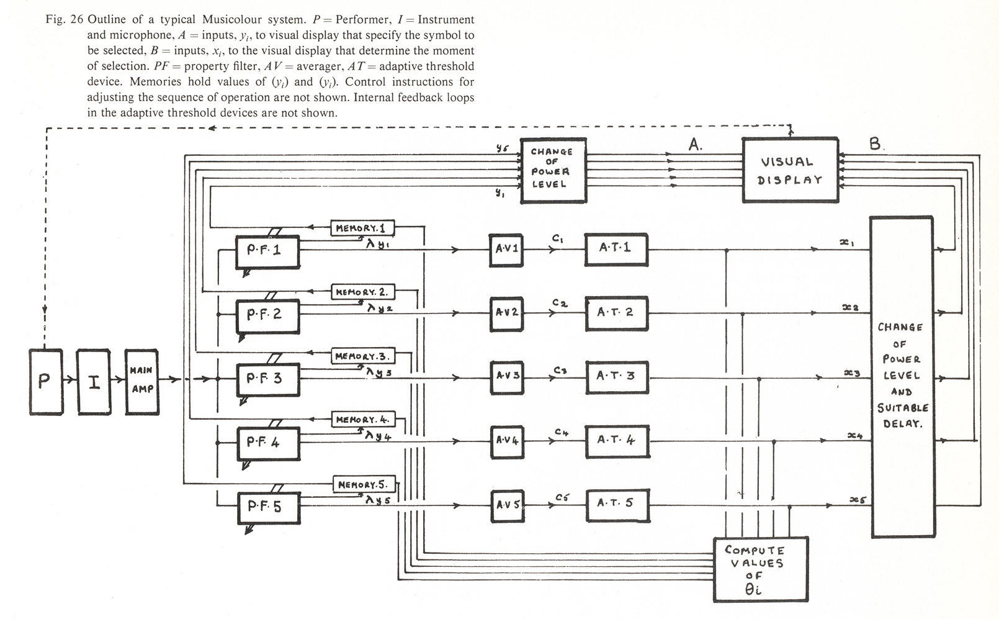 Fig. 26 Outline of a typical Musicolour system. P = Performer, I = Instrument
and microphone, A = inputs, yi, to visual display that specify the symbol to
be selected, B = inputs, xi, to the visual display that determine the moment
of selection. PF = property filter, AV = averager, AT = adaptive threshold
device. Memories hold values of (yi) and (yi). Control instructions for
adjusting the sequence of operation are not shown. Internal feedback loops
in the adaptive threshold devices are not shown.
y5
CHANGE
OF
POWER
LEVEL
y1
A.
VISUAL
DISPLAY
B.
MEMORY.1
λy1
P.F.1
A.V1
C1
A.T.1
x1
MEMORY.2.
λy2
P.F.2
A.V2
C2
A.T.2
x2
MEMORY.3.
λy3
P.F.3
A.V3
C3
A.T.3
x3
MEMORY.4.
λy4
P.F.4
A.V4
C4
A.T.4
x4
MEMORY.5.
λy5
P.F.5
A.V5
C5
A.T.5
x5
P
I
MAIN
AMP
CHANGE
OF
POWER
LEVEL
AND
SUITABLE
DELAY.
COMPUTE
VALUES
OF
θi